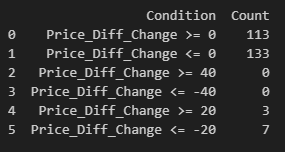 Condition Count
0 Price_Diff_Change >= 0 113
1 Price_Diff_Change <= 0 133
2 Price_Diff_Change >= 40 0
3 Price_Diff_Change <= -40 0
4 Price_Diff_Change >= 20 3
5 Price_Diff_Change <= -20 7